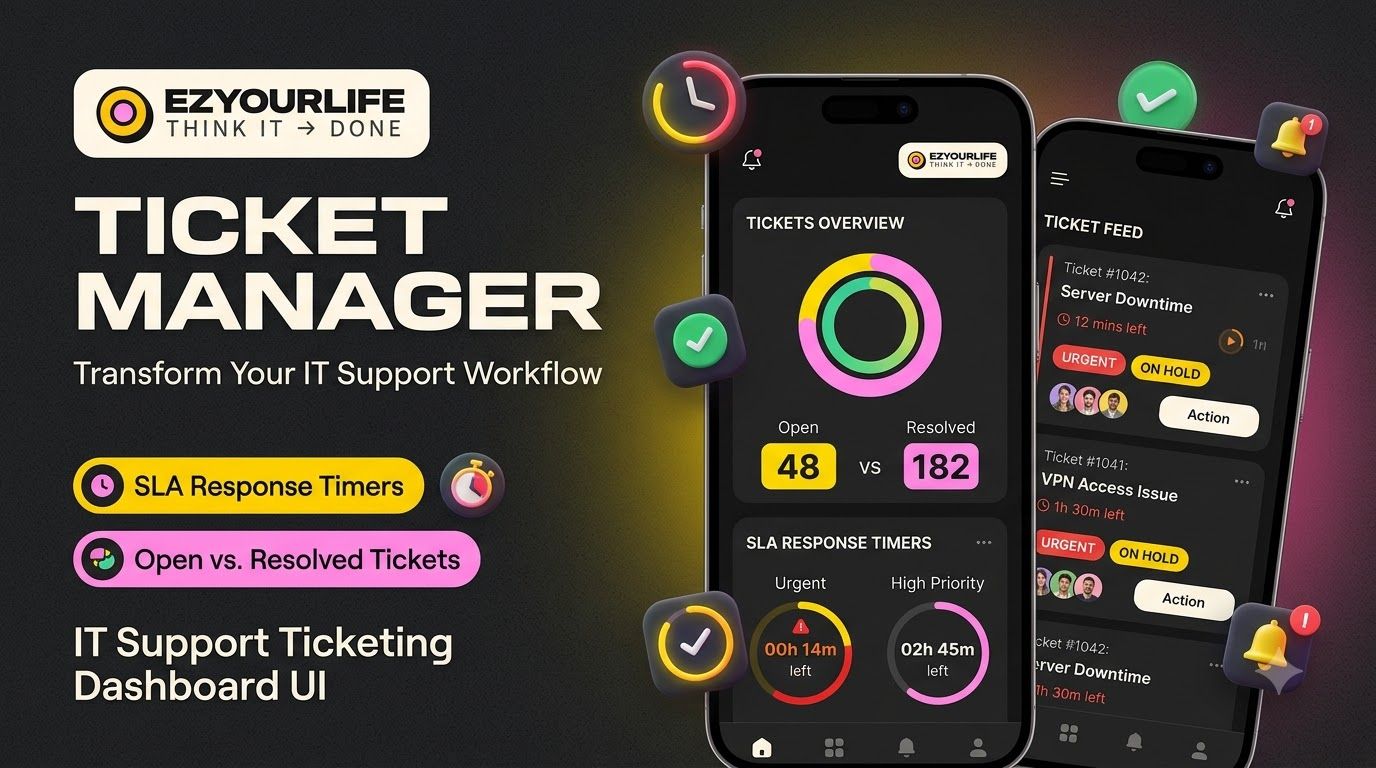 EZYOURLIFE
THINK IT → DONE
TICKET
MANAGER
Transform Your IT Support Workflow
SLA Response Timers
Open vs. Resolved Tickets
IT Support Ticketing
Dashboard UI
EZYOURLIFE
THINK IT → DONE
TICKETS OVERVIEW
Open
Resolved
48 VS 182
SLA RESPONSE TIMERS
Urgent
High Priority
00h 14m
left
02h 45m
left
1
TICKET FEED
Ticket #1042:
Server Downtime
12 mins left
URGENT
ON HOLD
Action
Ticket #1041:
VPN Access Issue
1h 30m left
URGENT
ON HOLD
Action
cket #1042:
erver Downtime
1h 30m left
!